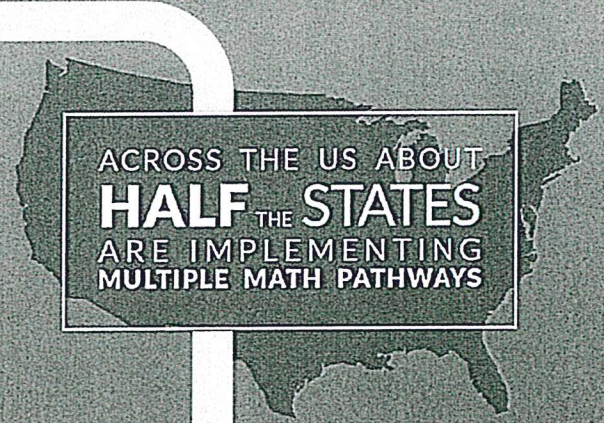 ACROSS THE US ABOUT
HALF THE STATES
ARE IMPLEMENTING
MULTIPLE MATH PATHWAYS